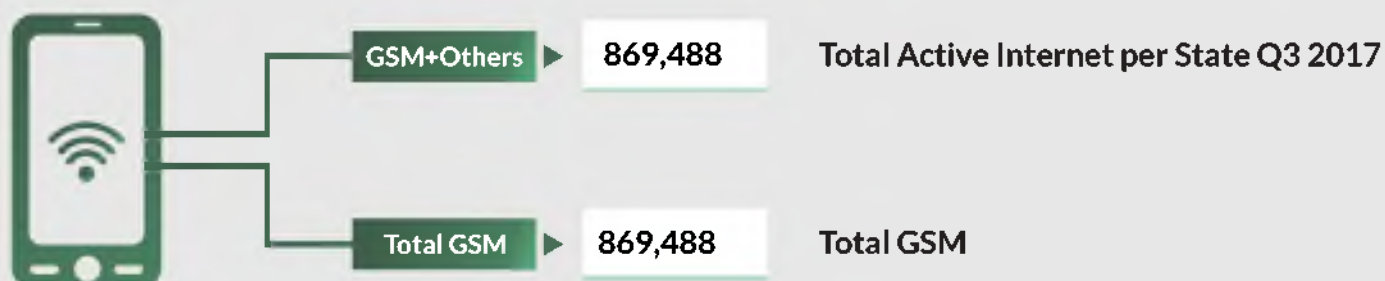 GSM+Others 869,488 Total Active Internet per State Q3 2017
Total GSM 869,488 Total GSM